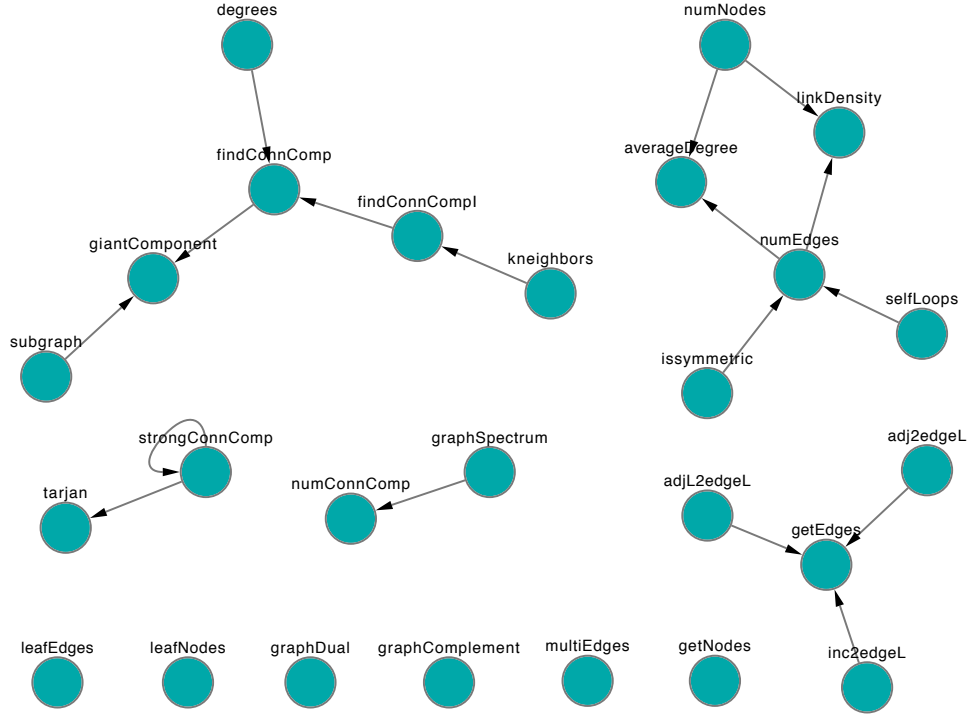 degrees
numNodes
linkDensity
averageDegree
findConnComp
findConnCompI
giantComponent
numEdges
kneighbors
selfLoops
subgraph
issymmetric
strongConnComp
graphSpectrum
adj2edgeL
numConnComp
adjL2edgeL
tarjan
getEdges
leafEdges
leafNodes
graphDual
graphComplement
multiEdges
getNodes
inc2edgeL